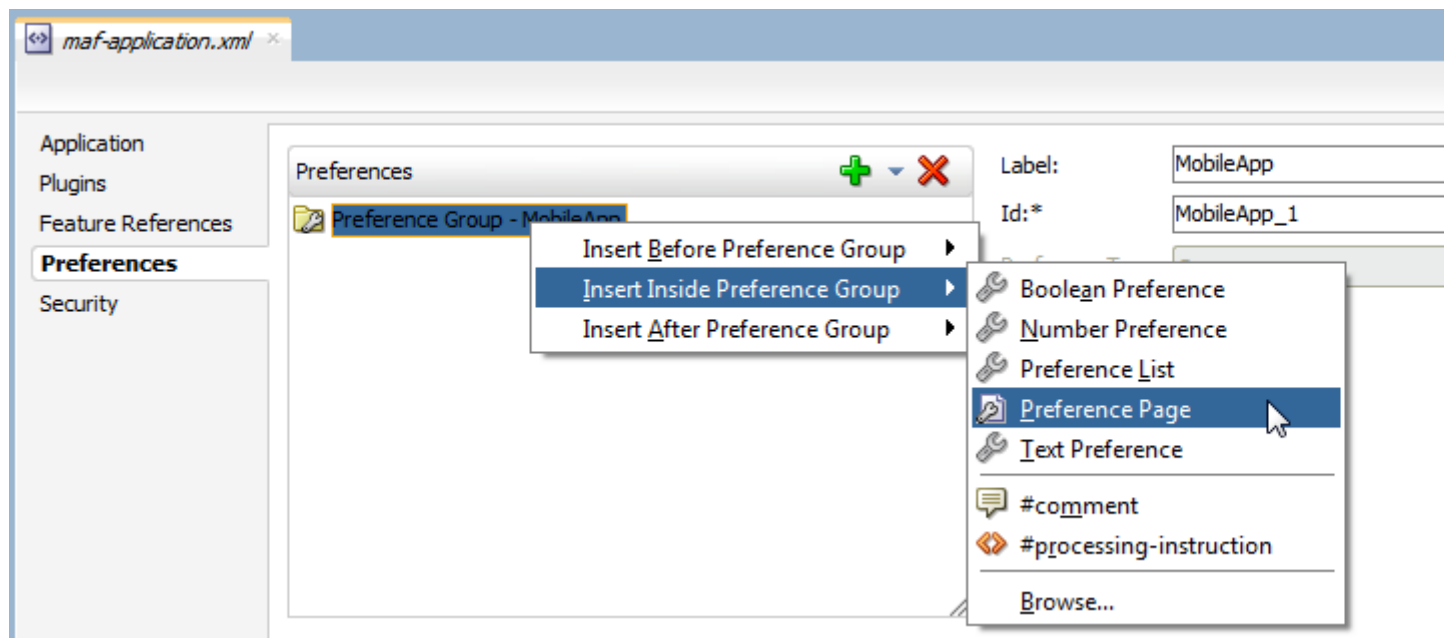 maf-application.xml
Application
Plugins
Feature References
Preferences
Security
Preferences
Preference Group - MobileApp
Label:
MobileApp
Id:*
MobileApp_1
Insert Before Preference Group
Insert Inside Preference Group
Insert After Preference Group
Boolean Preference
Number Preference
Preference List
Preference Page
Text Preference
#comment
#processing-instruction
Browse...